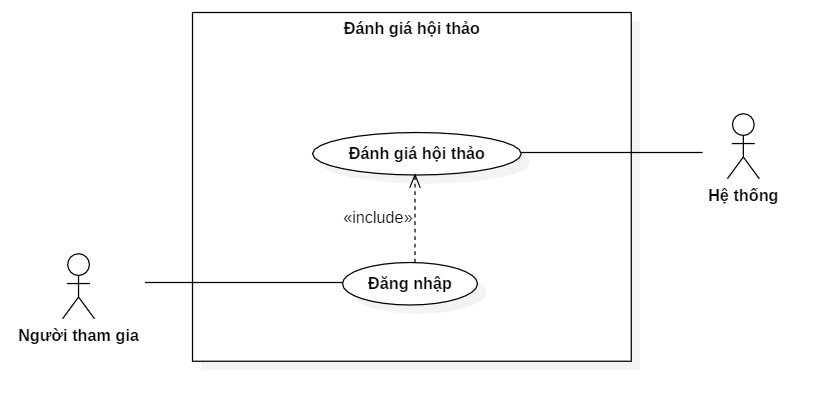 Đánh giá hội thảo
Đánh giá hội thảo
Hệ thống
«include»
Đăng nhập
Người tham gia